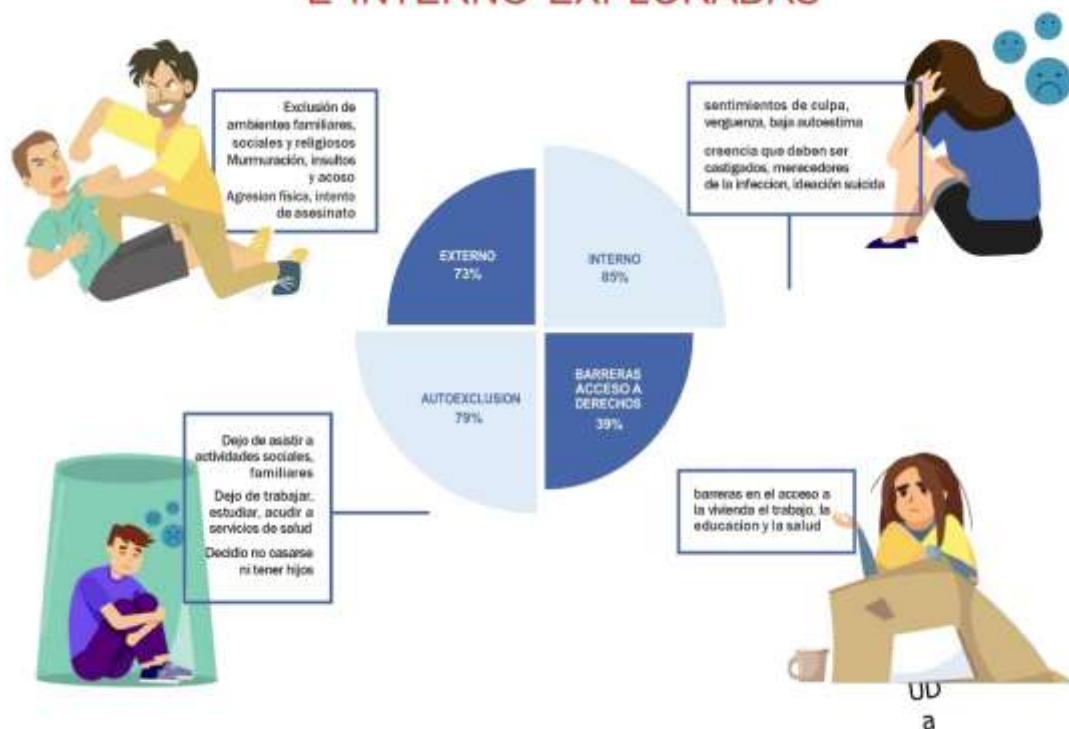 E INTERNO EXPLORADAS
Exclusión de
ambientes familiares,
sociales y religiosos
Murmuración, insultos
y acoso
Agresion física, intento
de asesinato
sentimientos de culpa,
verguenza, baja autoestima
creencia que deben ser
castigados, merecedores
de la infeccion, ideación suicida
EXTERNO
73%
INTERNO
85%
AUTOEXCLUSION
79%
BARRERAS
ACCESO A
DERECHOS
39%
Dejo de asistir a
actividades sociales,
familiares
Dejo de trabajar,
estudiar, acudir a
servicios de salud
Decidio no casarse
ni tener hijos
barreras en el acceso a
la vivienda el trabajo, la
educacion y la salud
UD
a